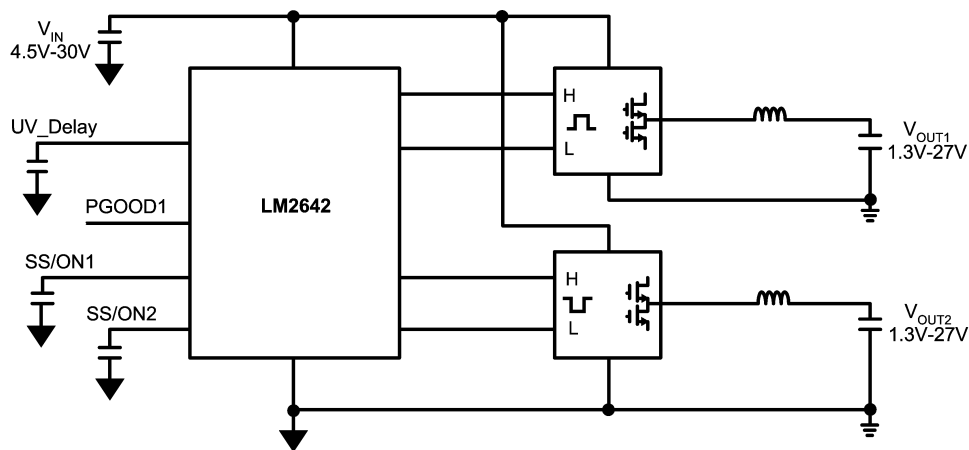 VIN
4.5V-30V
UV_Delay
PGOOD1
SS/ON1
SS/ON2
LM2642
H
L
VOUT1
1.3V-27V
H
L
VOUT2
1.3V-27V